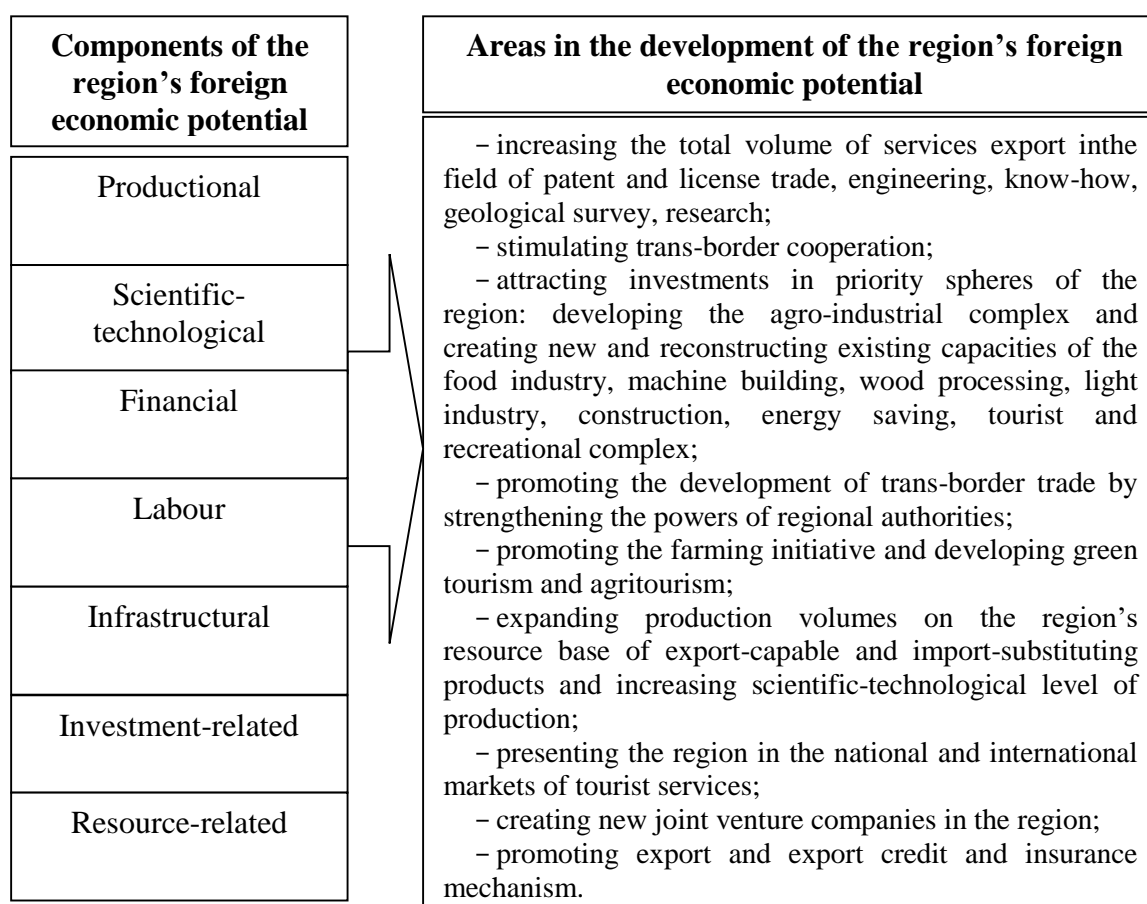 Components of the
region's foreign
economic potential
Productional
Scientific-
technological
Financial
Labour
Infrastructural
Investment-related
Resource-related
Areas in the development of the region's foreign
economic potential
− increasing the total volume of services export inthe
field of patent and license trade, engineering, know-how,
geological survey, research;
− stimulating trans-border cooperation;
− attracting investments in priority spheres of the
region: developing the agro-industrial complex and
creating new and reconstructing existing capacities of the
food industry, machine building, wood processing, light
industry, construction, energy saving, tourist and
recreational complex;
− promoting the development of trans-border trade by
strengthening the powers of regional authorities;
− promoting the farming initiative and developing green
tourism and agritourism;
− expanding production volumes on the region's
resource base of export-capable and import-substituting
products and increasing scientific-technological level of
production;
− presenting the region in the national and international
markets of tourist services;
− creating new joint venture companies in the region;
− promoting export and export credit and insurance
mechanism.